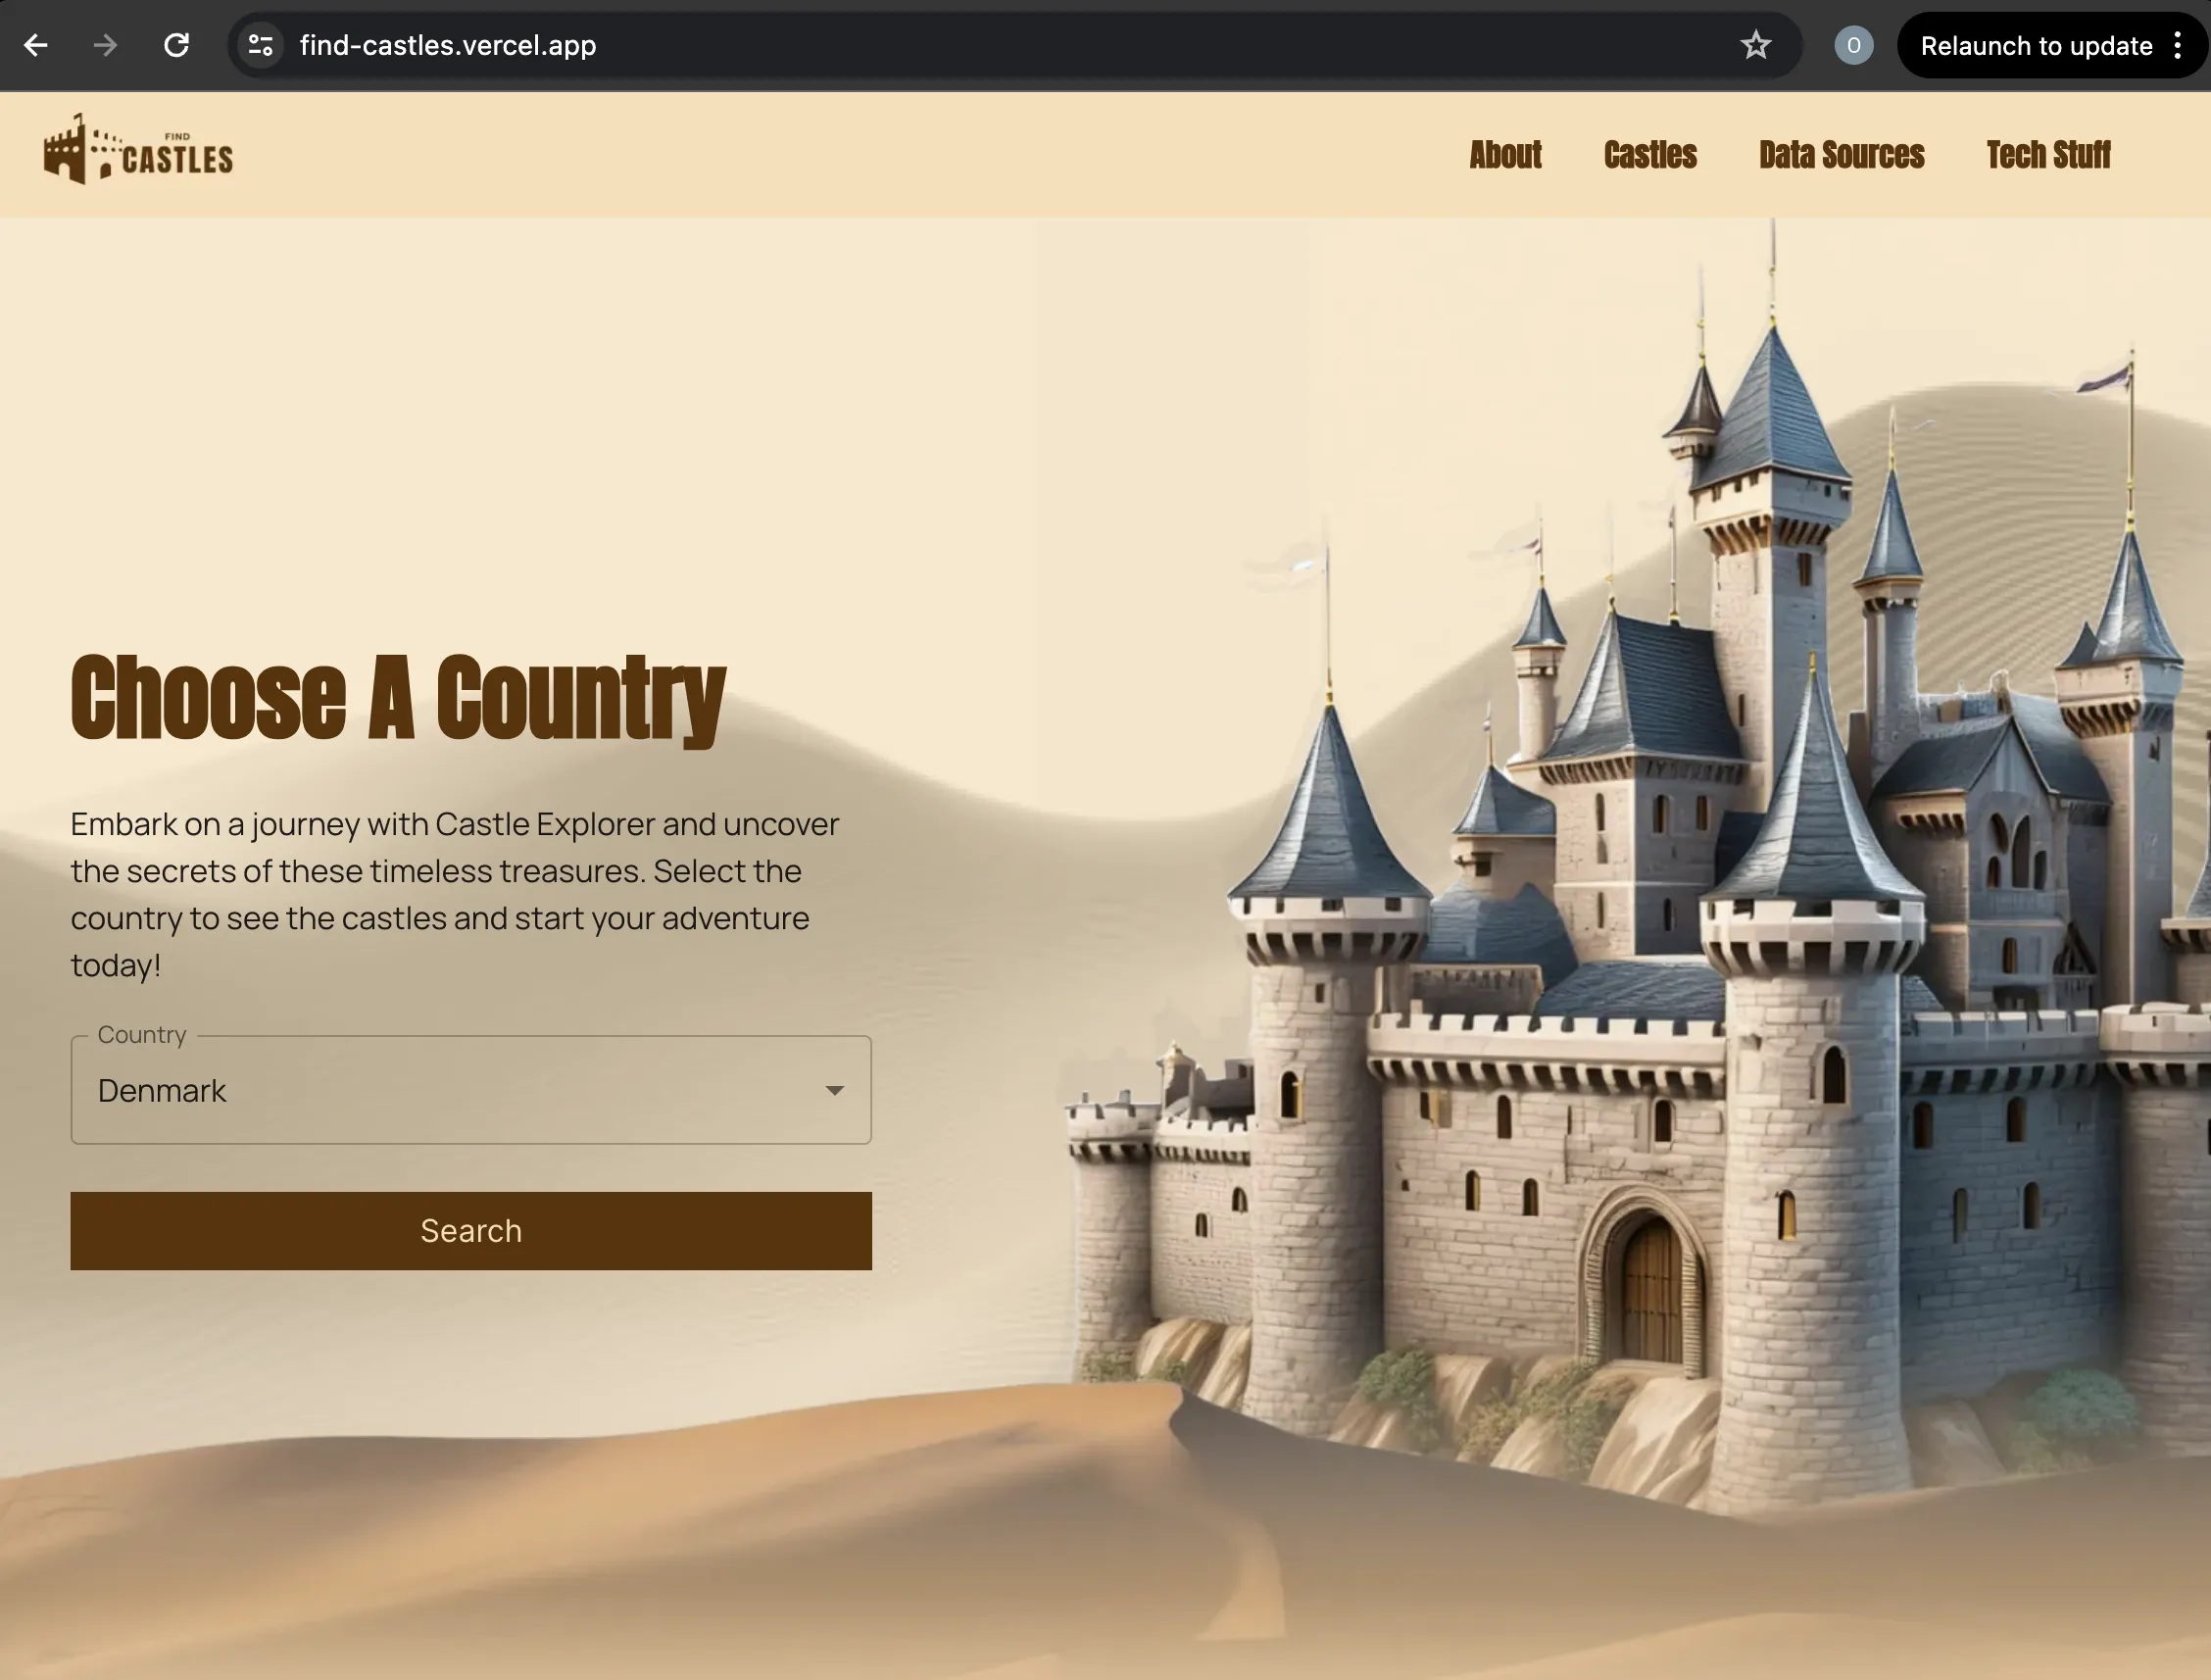 find-castles.vercel.app
O
Relaunch to update
FIND
CASTLES
About
Castles
Data Sources
Tech Stuff
Choose A Country
Embark on a journey with Castle Explorer and uncover
the secrets of these timeless treasures. Select the
country to see the castles and start your adventure
today!
Country
Denmark
Search